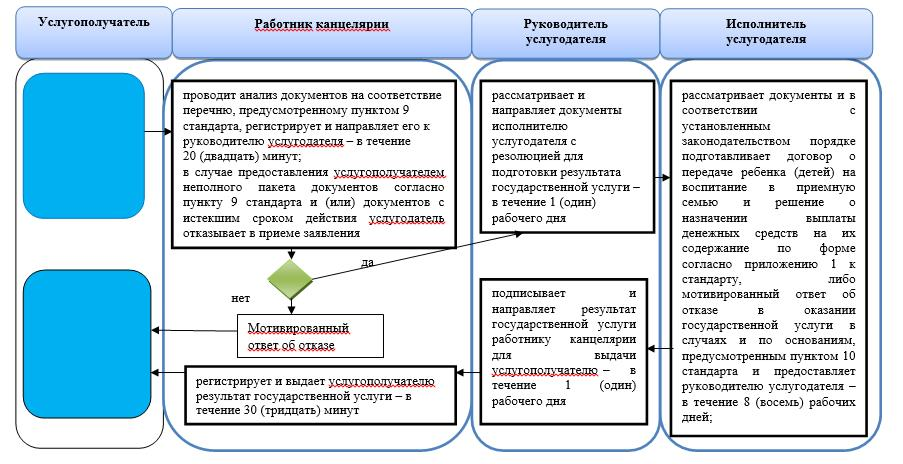 Услугополучатель
Работник канцелярии
Руководитель
услугодателя
Исполнитель
услугодателя
проводит анализ документов на соответствие
перечню, предусмотренному пунктом 9
стандарта, регистрирует и направляет его к
руководителю услугодателя – в течение
20 (двадцать) минут;
в случае предоставления услугополучателем
неполного пакета документов согласно
пункту 9 стандарта и (или) документов с
истекшим сроком действия услугодатель
отказывает в приеме заявления
да
нет
Мотивированный
ответ об отказе
регистрирует и выдает услугополучателю
результат государственной услуги – в
течение 30 (тридцать) минут
рассматривает и
направляет документы
исполнителю
услугодателя с
резолюцией для
подготовки результата
государственной услуги –
в течение 1 (один)
рабочего дня
подписывает и
направляет результат
государственной услуги
работнику канцелярии
для выдачи
услугополучателю – в
течение 1 (один)
рабочего дня
рассматривает документы и в
соответствии с
установленным
законодательством порядке
подготавливает договор о
передаче ребенка (детей) на
воспитание в приемную
семью и решение о
назначении выплаты
денежных средств на их
содержание по форме
согласно приложению 1 к
стандарту, либо
мотивированный ответ об
отказе в оказании
государственной услуги в
случаях и по основаниям,
предусмотренным пунктом 10
стандарта и предоставляет
руководителю услугодателя –
в течение 8 (восемь) рабочих
дней;